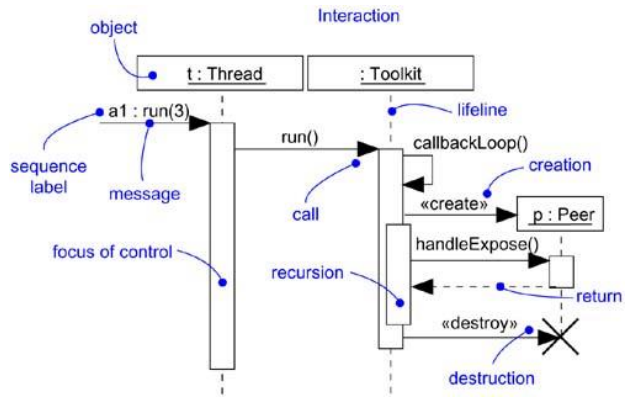 Interaction
object
t : Thread
: Toolkit
a1 : run(3)
lifeline
run()
callbackLoop()
sequence
label
message
call
creation
«create»
p : Peer
focus of control
recursion
handleExpose()
return
«destroy»
destruction